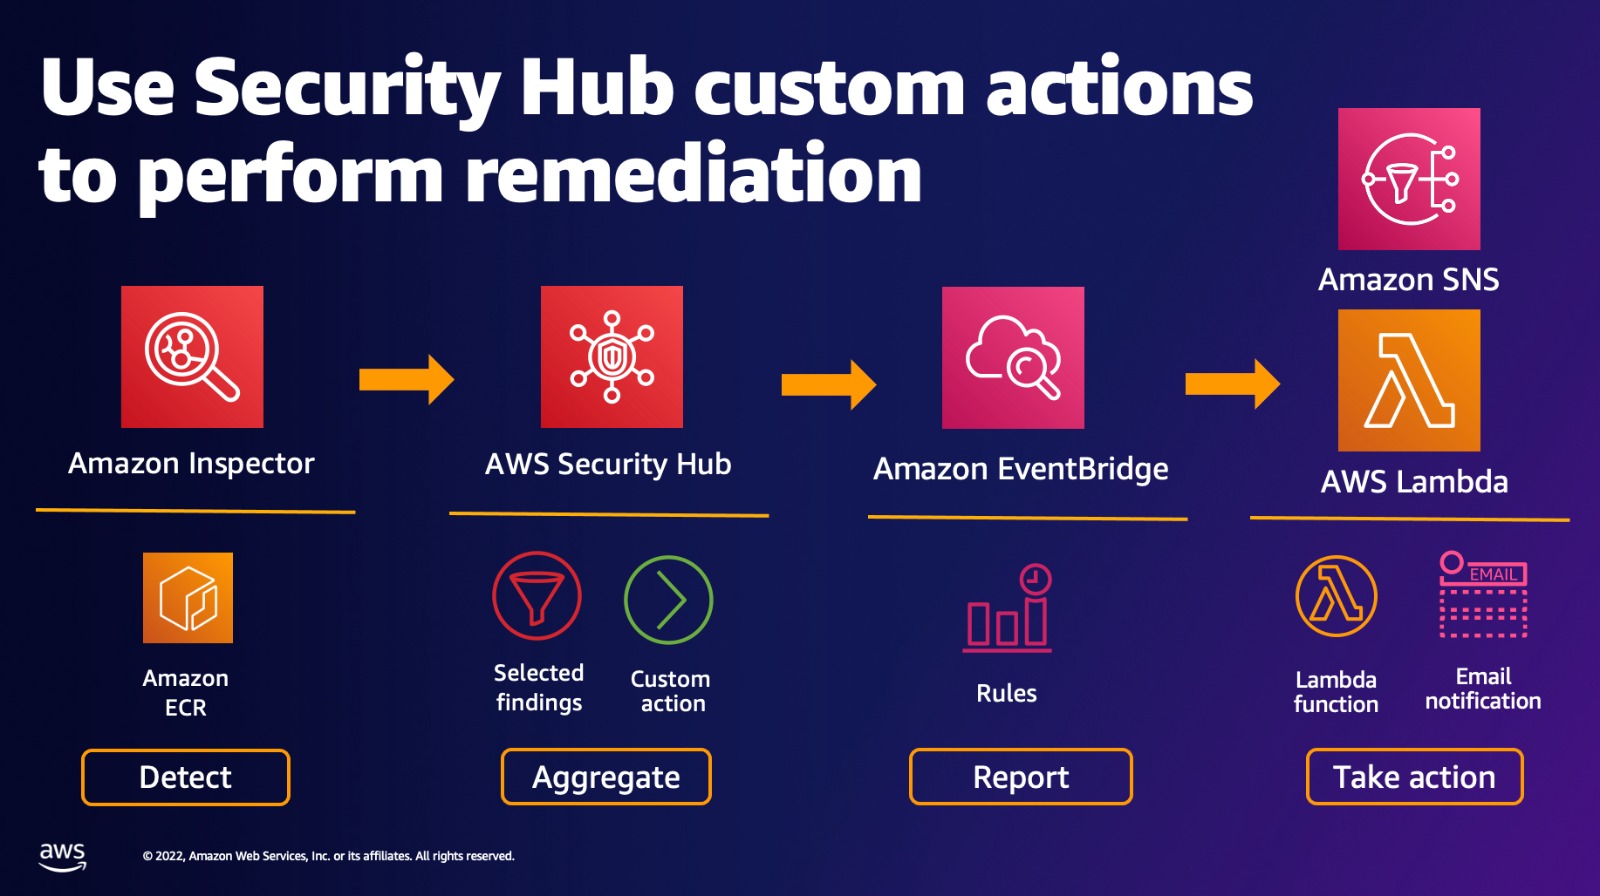 Use Security Hub custom actions
to perform remediation
Amazon SNS
Amazon Inspector
AWS Security Hub
Amazon EventBridge
AWS Lambda
Amazon
ECR
Selected
findings
Custom
action
Rules
Lambda
function
EMAIL
Email
notification
Detect
Aggregate
Report
Take action
aws
© 2022, Amazon Web Services, Inc. or its affiliates. All rights reserved.